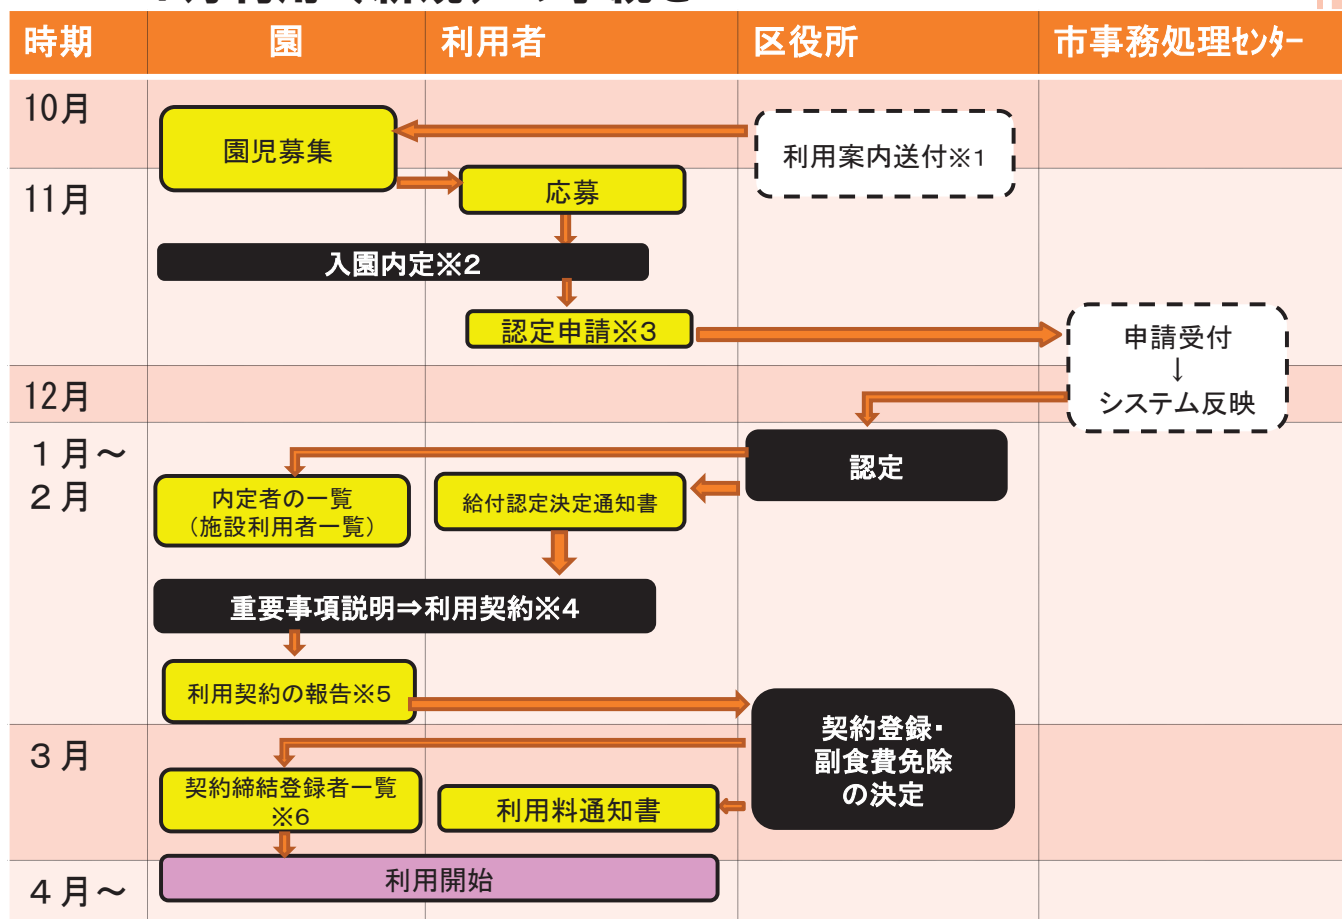 時期 園 利用者 区役所 市事務処理センター
10月
園児募集
利用案内送付※1
11月
応募
入園内定※2
認定申請※3
申請受付
↓
システム反映
12月
1月～
2月
認定
内定者の一覧
（施設利用者一覧）
給付認定決定通知書
重要事項説明⇒利用契約※4
利用契約の報告※5
契約登録・
副食費免除
の決定
3月
契約締結登録者一覧
※6
利用料通知書
4月～
利用開始